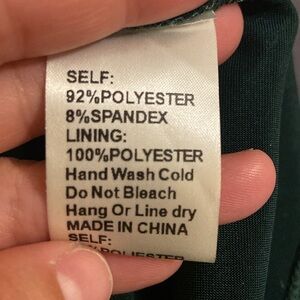 SELF:
92%POLYESTER
8%SPANDEX
LINING:
100%POLYESTER
Hand Wash Cold
Do Not Bleach
Hang Or Line dry
MADE IN CHINA
SELF:
%POLYESTER